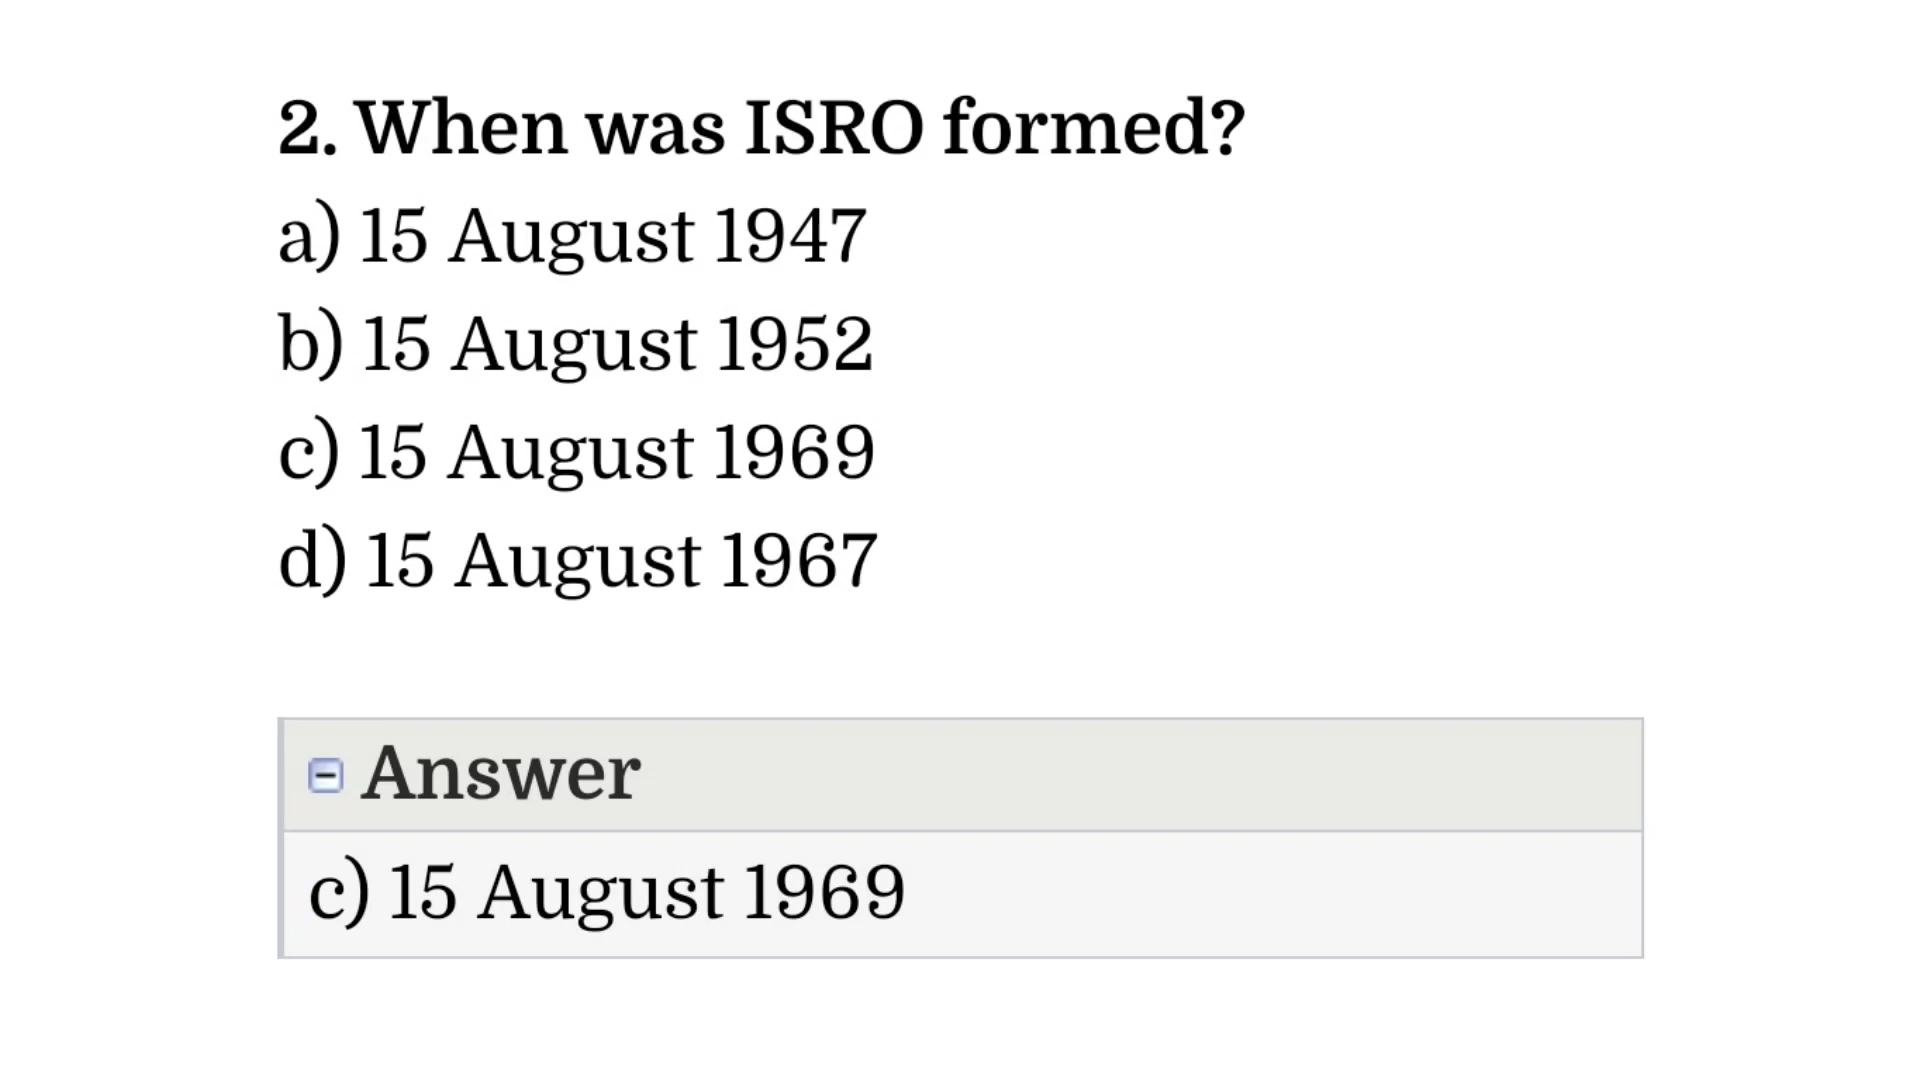 2. When was ISRO formed?
a) 15 August 1947
b) 15 August 1952
c) 15 August 1969
d) 15 August 1967
Answer
c) 15 August 1969